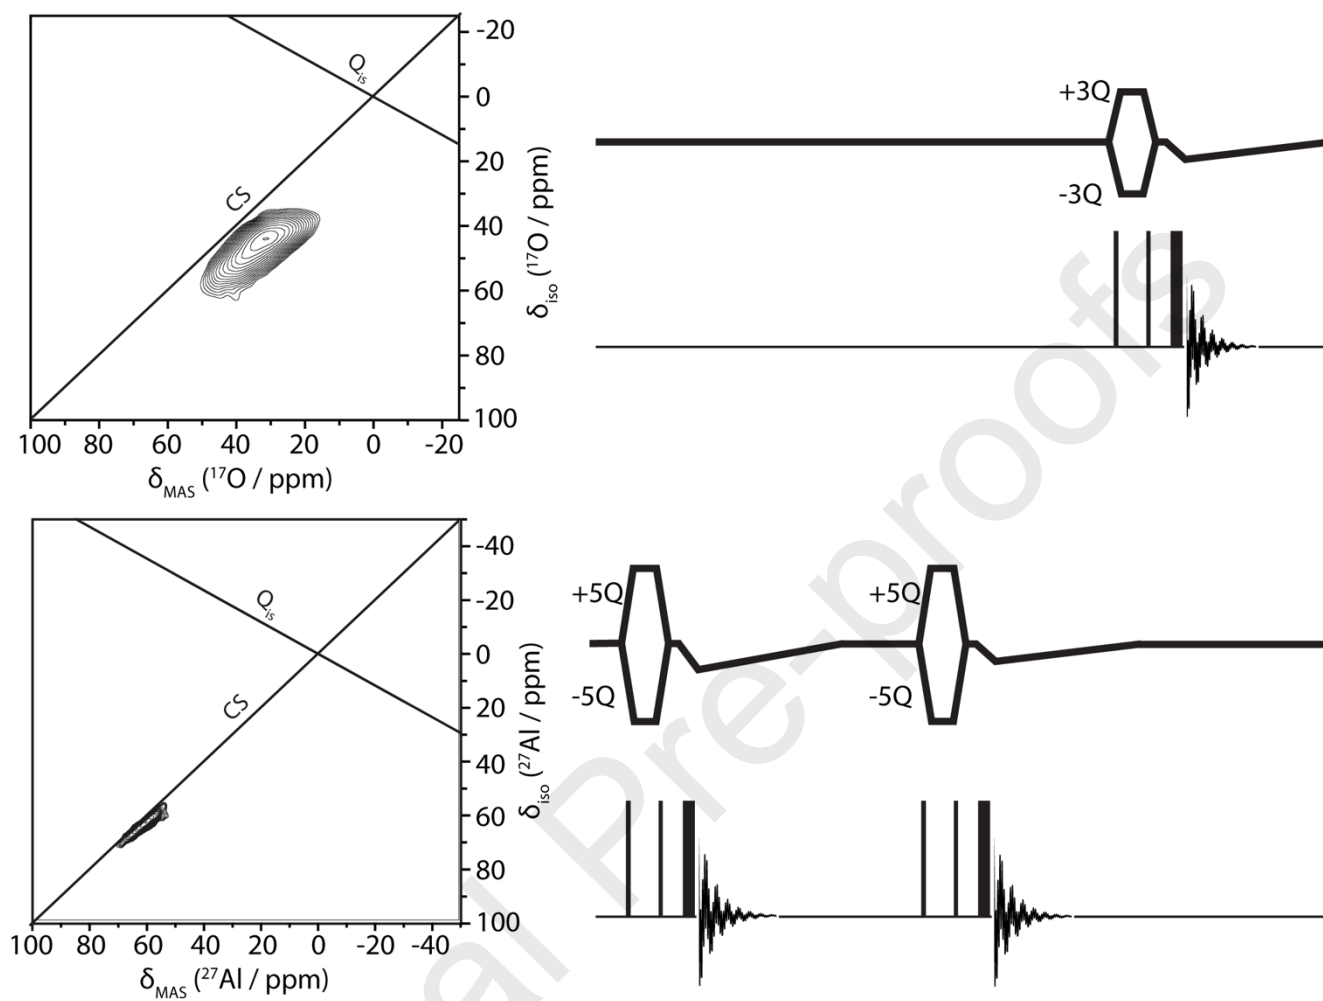 -20
0
20
40
60
80
100
Q_is
CS
δ_iso (¹⁷O / ppm)
100 80 60 40 20 0 -20
δ_MAS (¹⁷O / ppm)
+3Q
-3Q
-40
-20
0
20
40
60
80
100
Q_is
CS
δ_iso (²⁷Al / ppm)
100 80 60 40 20 0 -20 -40
δ_MAS (²⁷Al / ppm)
+5Q +5Q
-5Q -5Q
al Pre-proofs